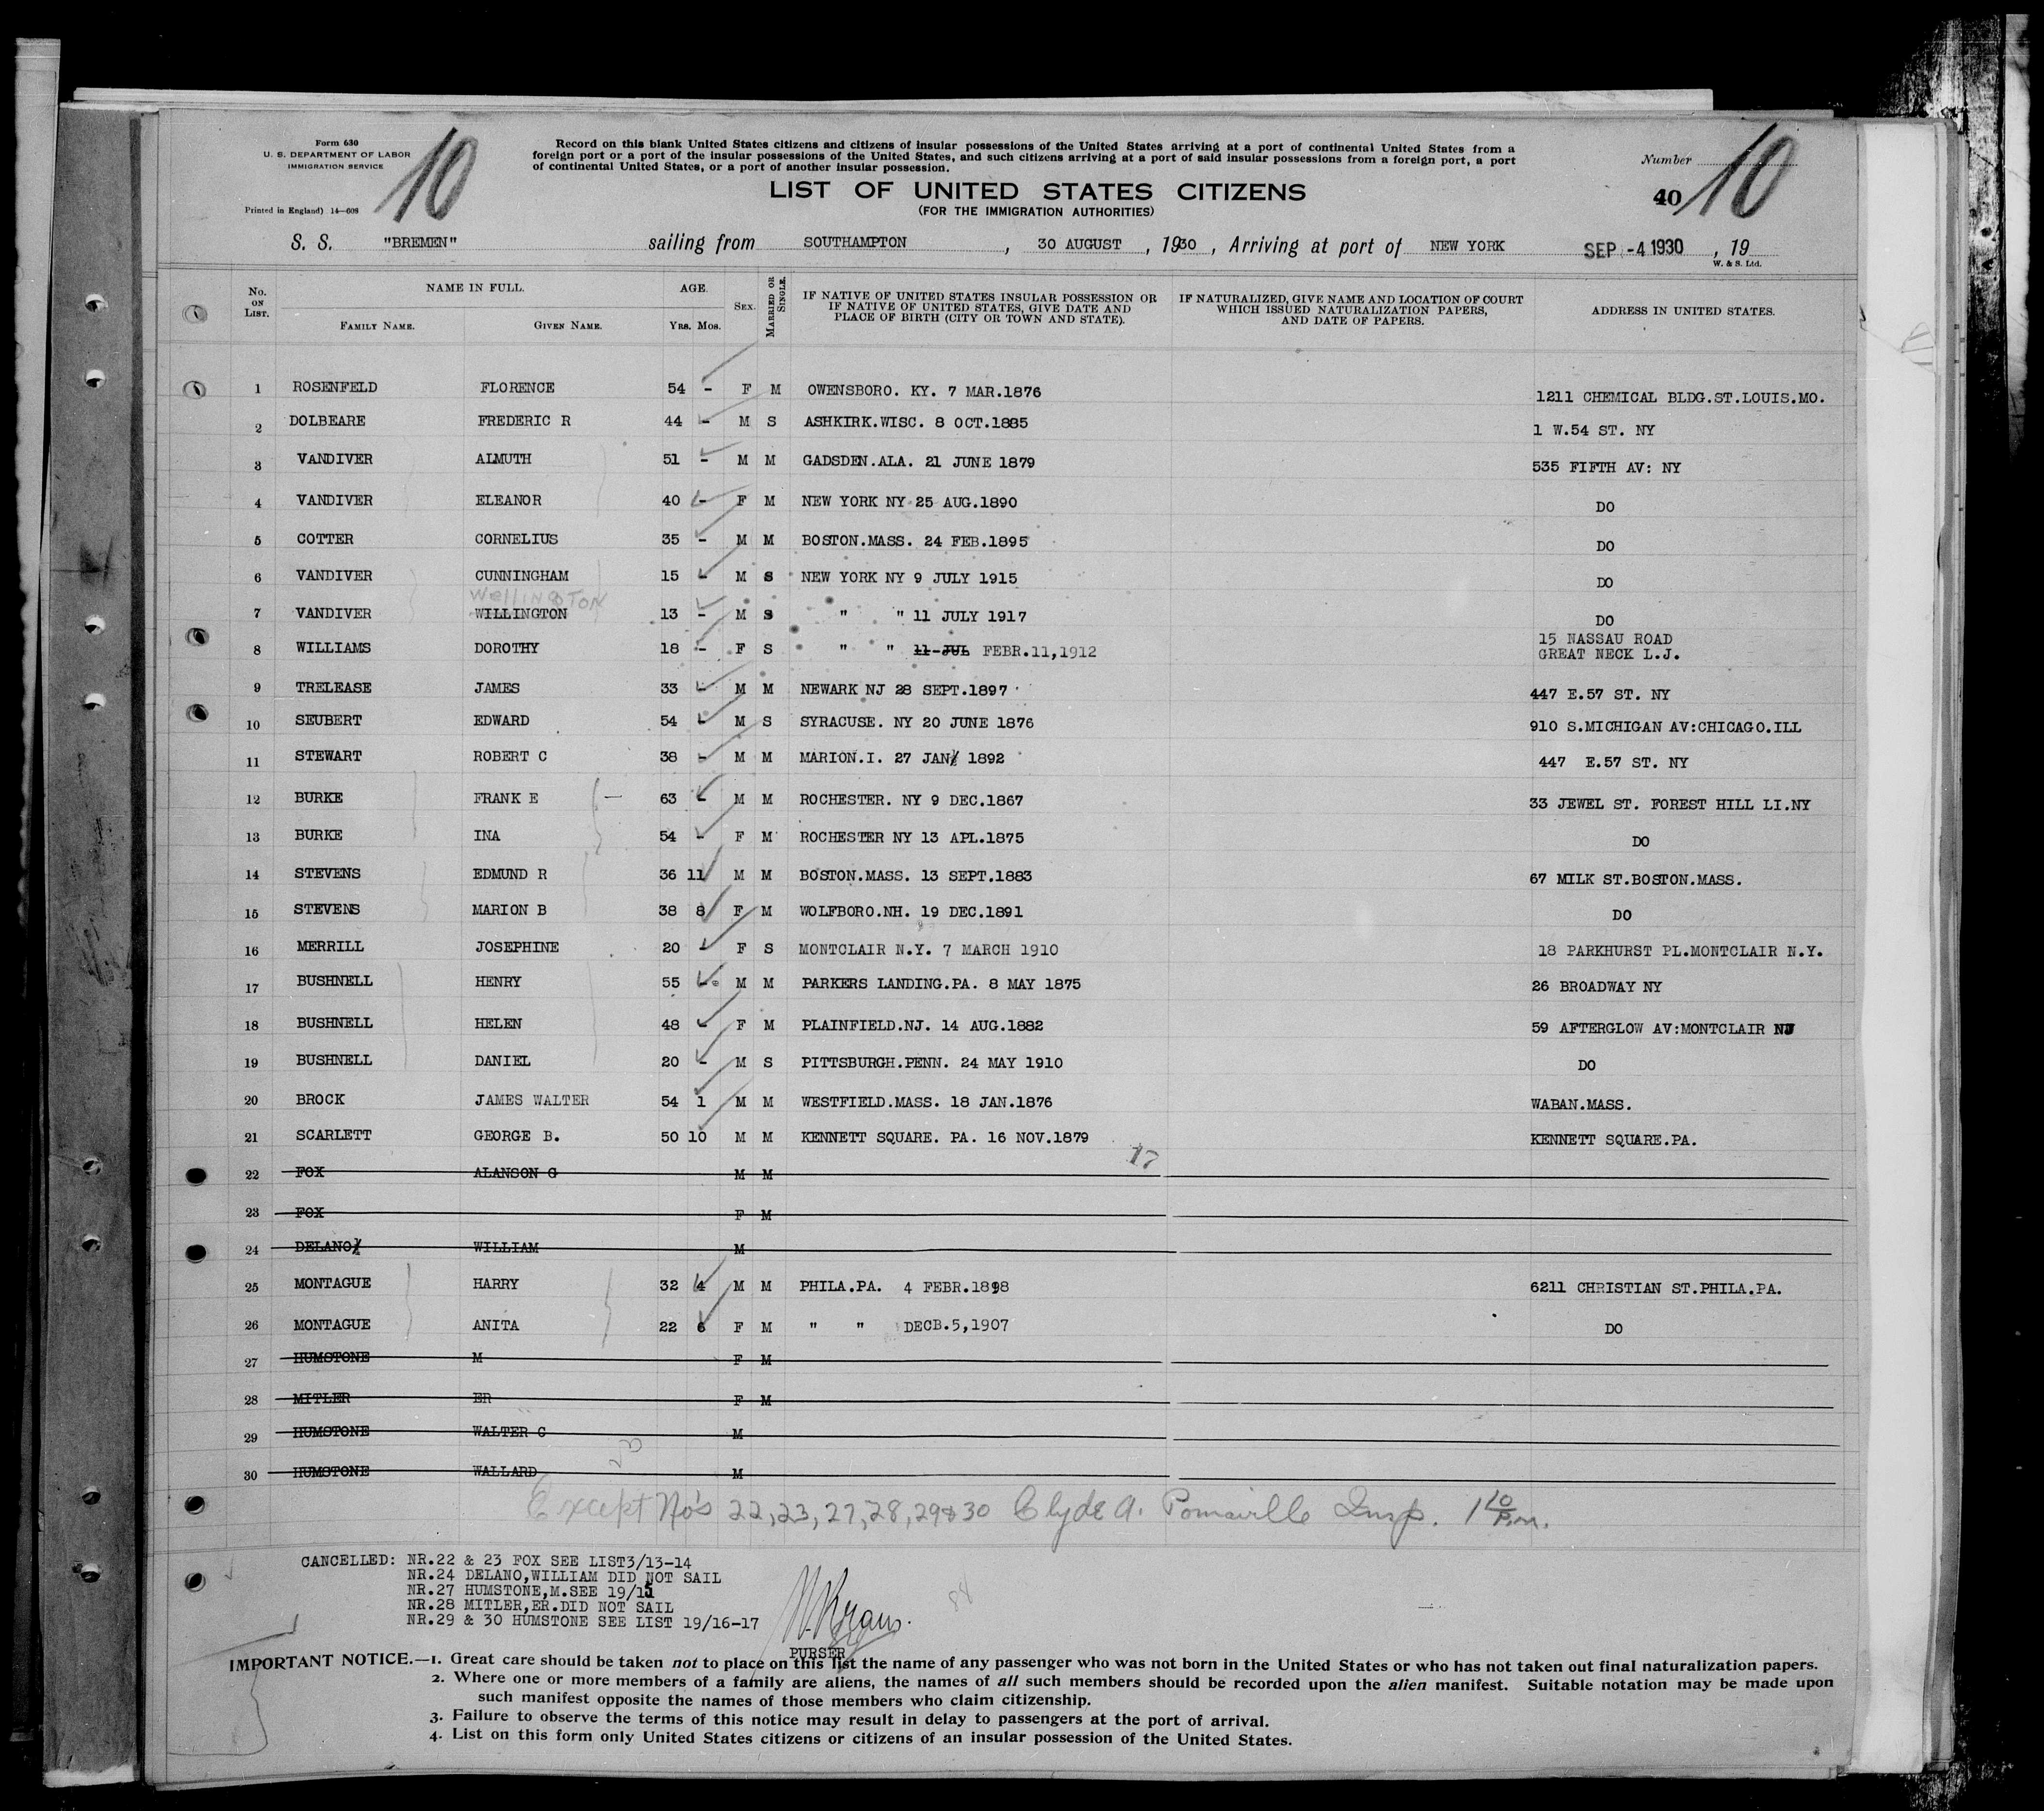 Form 630
U. S. DEPARTMENT OF LABOR
IMMIGRATION SERVICE
Printed in England) 14—608
10
Record on this blank United States citizens and citizens of insular possessions of the United States arriving at a port of continental United States from a
foreign port or a port of the insular possessions of the United States, and such citizens arriving at a port of said insular possessions from a foreign port, a port
of continental United States, or a port of another insular possession.
LIST OF UNITED STATES CITIZENS
(FOR THE IMMIGRATION AUTHORITIES)
Number
40 10
S. S. "BREMEN" sailing from SOUTHAMPTON, 30 AUGUST, 1930, Arriving at port of NEW YORK SEP -4 1930, 19
W. & S. Ltd.
No. ON LIST. NAME IN FULL. FAMILY NAME. GIVEN NAME. AGE. Yrs. Mos. SEX. MARRIED OR SINGLE. IF NATIVE OF UNITED STATES INSULAR POSSESSION OR IF NATIVE OF UNITED STATES, GIVE DATE AND PLACE OF BIRTH (CITY OR TOWN AND STATE). IF NATURALIZED, GIVE NAME AND LOCATION OF COURT WHICH ISSUED NATURALIZATION PAPERS, AND DATE OF PAPERS. ADDRESS IN UNITED STATES.
1 ROSENFELD FLORENCE 54 - F M OWENSBORO. KY. 7 MAR.1876 1211 CHEMICAL BLDG.ST.LOUIS.MO.
2 DOLBEARE FREDERIC R 44 - M S ASHKIRK.WISC. 8 OCT.1885 1 W.54 ST. NY
3 VANDIVER ALMUTH 51 - M M GADSDEN.ALA. 21 JUNE 1879 535 FIFTH AV: NY
4 VANDIVER ELEANOR 40 - F M NEW YORK NY 25 AUG.1890 DO
5 COTTER CORNELIUS 35 - M M BOSTON.MASS. 24 FEB.1895 DO
6 VANDIVER CUNNINGHAM 15 - M S NEW YORK NY 9 JULY 1915 DO
WellINGTON
7 VANDIVER WILLINGTON 13 - M S " " 11 JULY 1917 DO
8 WILLIAMS DOROTHY 18 - F S " " 11 JUL FEBR.11,1912 15 NASSAU ROAD
GREAT NECK L.J.
9 TRELEASE JAMES 33 - M M NEWARK NJ 28 SEPT.1897 447 E.57 ST. NY
10 SEUBERT EDWARD 54 - M S SYRACUSE. NY 20 JUNE 1876 910 S.MICHIGAN AV:CHICAGO.ILL
11 STEWART ROBERT C 38 - M M MARION.I. 27 JAN 1892 447 E.57 ST. NY
12 BURKE FRANK E 63 - M M ROCHESTER. NY 9 DEC.1867 33 JEWEL ST. FOREST HILL LI.NY
13 BURKE INA 54 - F M ROCHESTER NY 13 APL.1875 DO
14 STEVENS EDMUND R 36 11 M M BOSTON.MASS. 13 SEPT.1883 67 MILK ST.BOSTON.MASS.
15 STEVENS MARION B 38 8 F M WOLFBORO.NH. 19 DEC.1891 DO
16 MERRILL JOSEPHINE 20 - F S MONTCLAIR N.Y. 7 MARCH 1910 18 PARKHURST PL.MONTCLAIR N.Y.
17 BUSHNELL HENRY 55 - M M PARKERS LANDING.PA. 8 MAY 1875 26 BROADWAY NY
18 BUSHNELL HELEN 48 - F M PLAINFIELD.NJ. 14 AUG.1882 59 AFTERGLOW AV:MONTCLAIR NJ
19 BUSHNELL DANIEL 20 - M S PITTSBURGH.PENN. 24 MAY 1910 DO
20 BROCK JAMES WALTER 54 1 M M WESTFIELD.MASS. 18 JAN.1876 WABAN.MASS.
21 SCARLETT GEORGE B. 50 10 M M KENNETT SQUARE. PA. 16 NOV.1879 KENNETT SQUARE.PA.
17
22 FOX ALANSON G M M
23 FOX F M
24 DELANO WILLIAM M
25 MONTAGUE HARRY 32 4 M M PHILA.PA. 4 FEBR.1898 6211 CHRISTIAN ST.PHILA.PA.
26 MONTAGUE ANITA 22 6 F M " " DECB.5,1907 DO
27 HUMSTONE M F M
28 MITLER ER F M
29 HUMSTONE WALTER C M
30 HUMSTONE WALLARD M
23
Except No's 22,23,27,28,29&30 Clyde A. Pomaiville Insp. 1 10 P.m.
CANCELLED: NR.22 & 23 FOX SEE LIST3/13-14
NR.24 DELANO,WILLIAM DID NOT SAIL
NR.27 HUMSTONE,M.SEE 19/15
NR.28 MITLER,ER.DID NOT SAIL
NR.29 & 30 HUMSTONE SEE LIST 19/16-17
PURSER
IMPORTANT NOTICE.—1. Great care should be taken not to place on this list the name of any passenger who was not born in the United States or who has not taken out final naturalization papers.
2. Where one or more members of a family are aliens, the names of all such members should be recorded upon the alien manifest. Suitable notation may be made upon
such manifest opposite the names of those members who claim citizenship.
3. Failure to observe the terms of this notice may result in delay to passengers at the port of arrival.
4. List on this form only United States citizens or citizens of an insular possession of the United States.